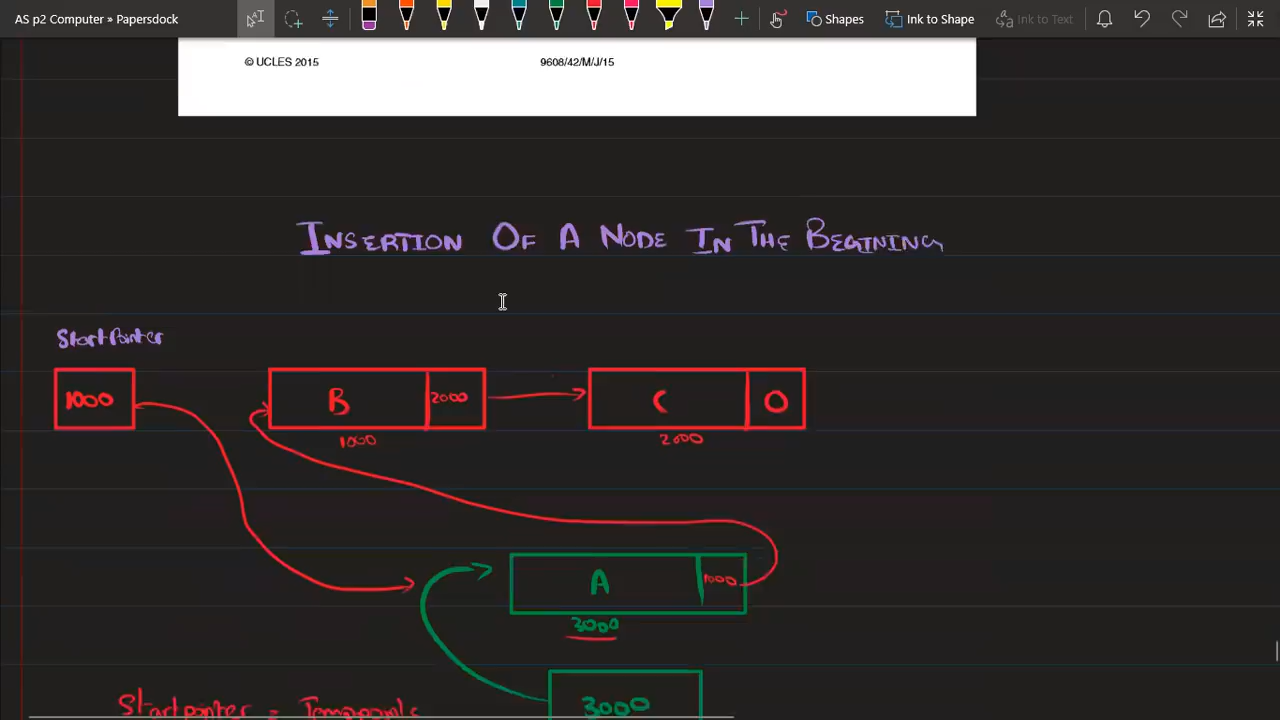 AS p2 Computer » Papersdock
Shapes
Ink to Shape
Ink to Text
© UCLES 2015
9608/42/M/J/15
INSERTION OF A NODE IN THE BEGINING
StartPointer
1000
B
2000
C
0
1000
2000
A
1000
3000
3000
Startpointer =